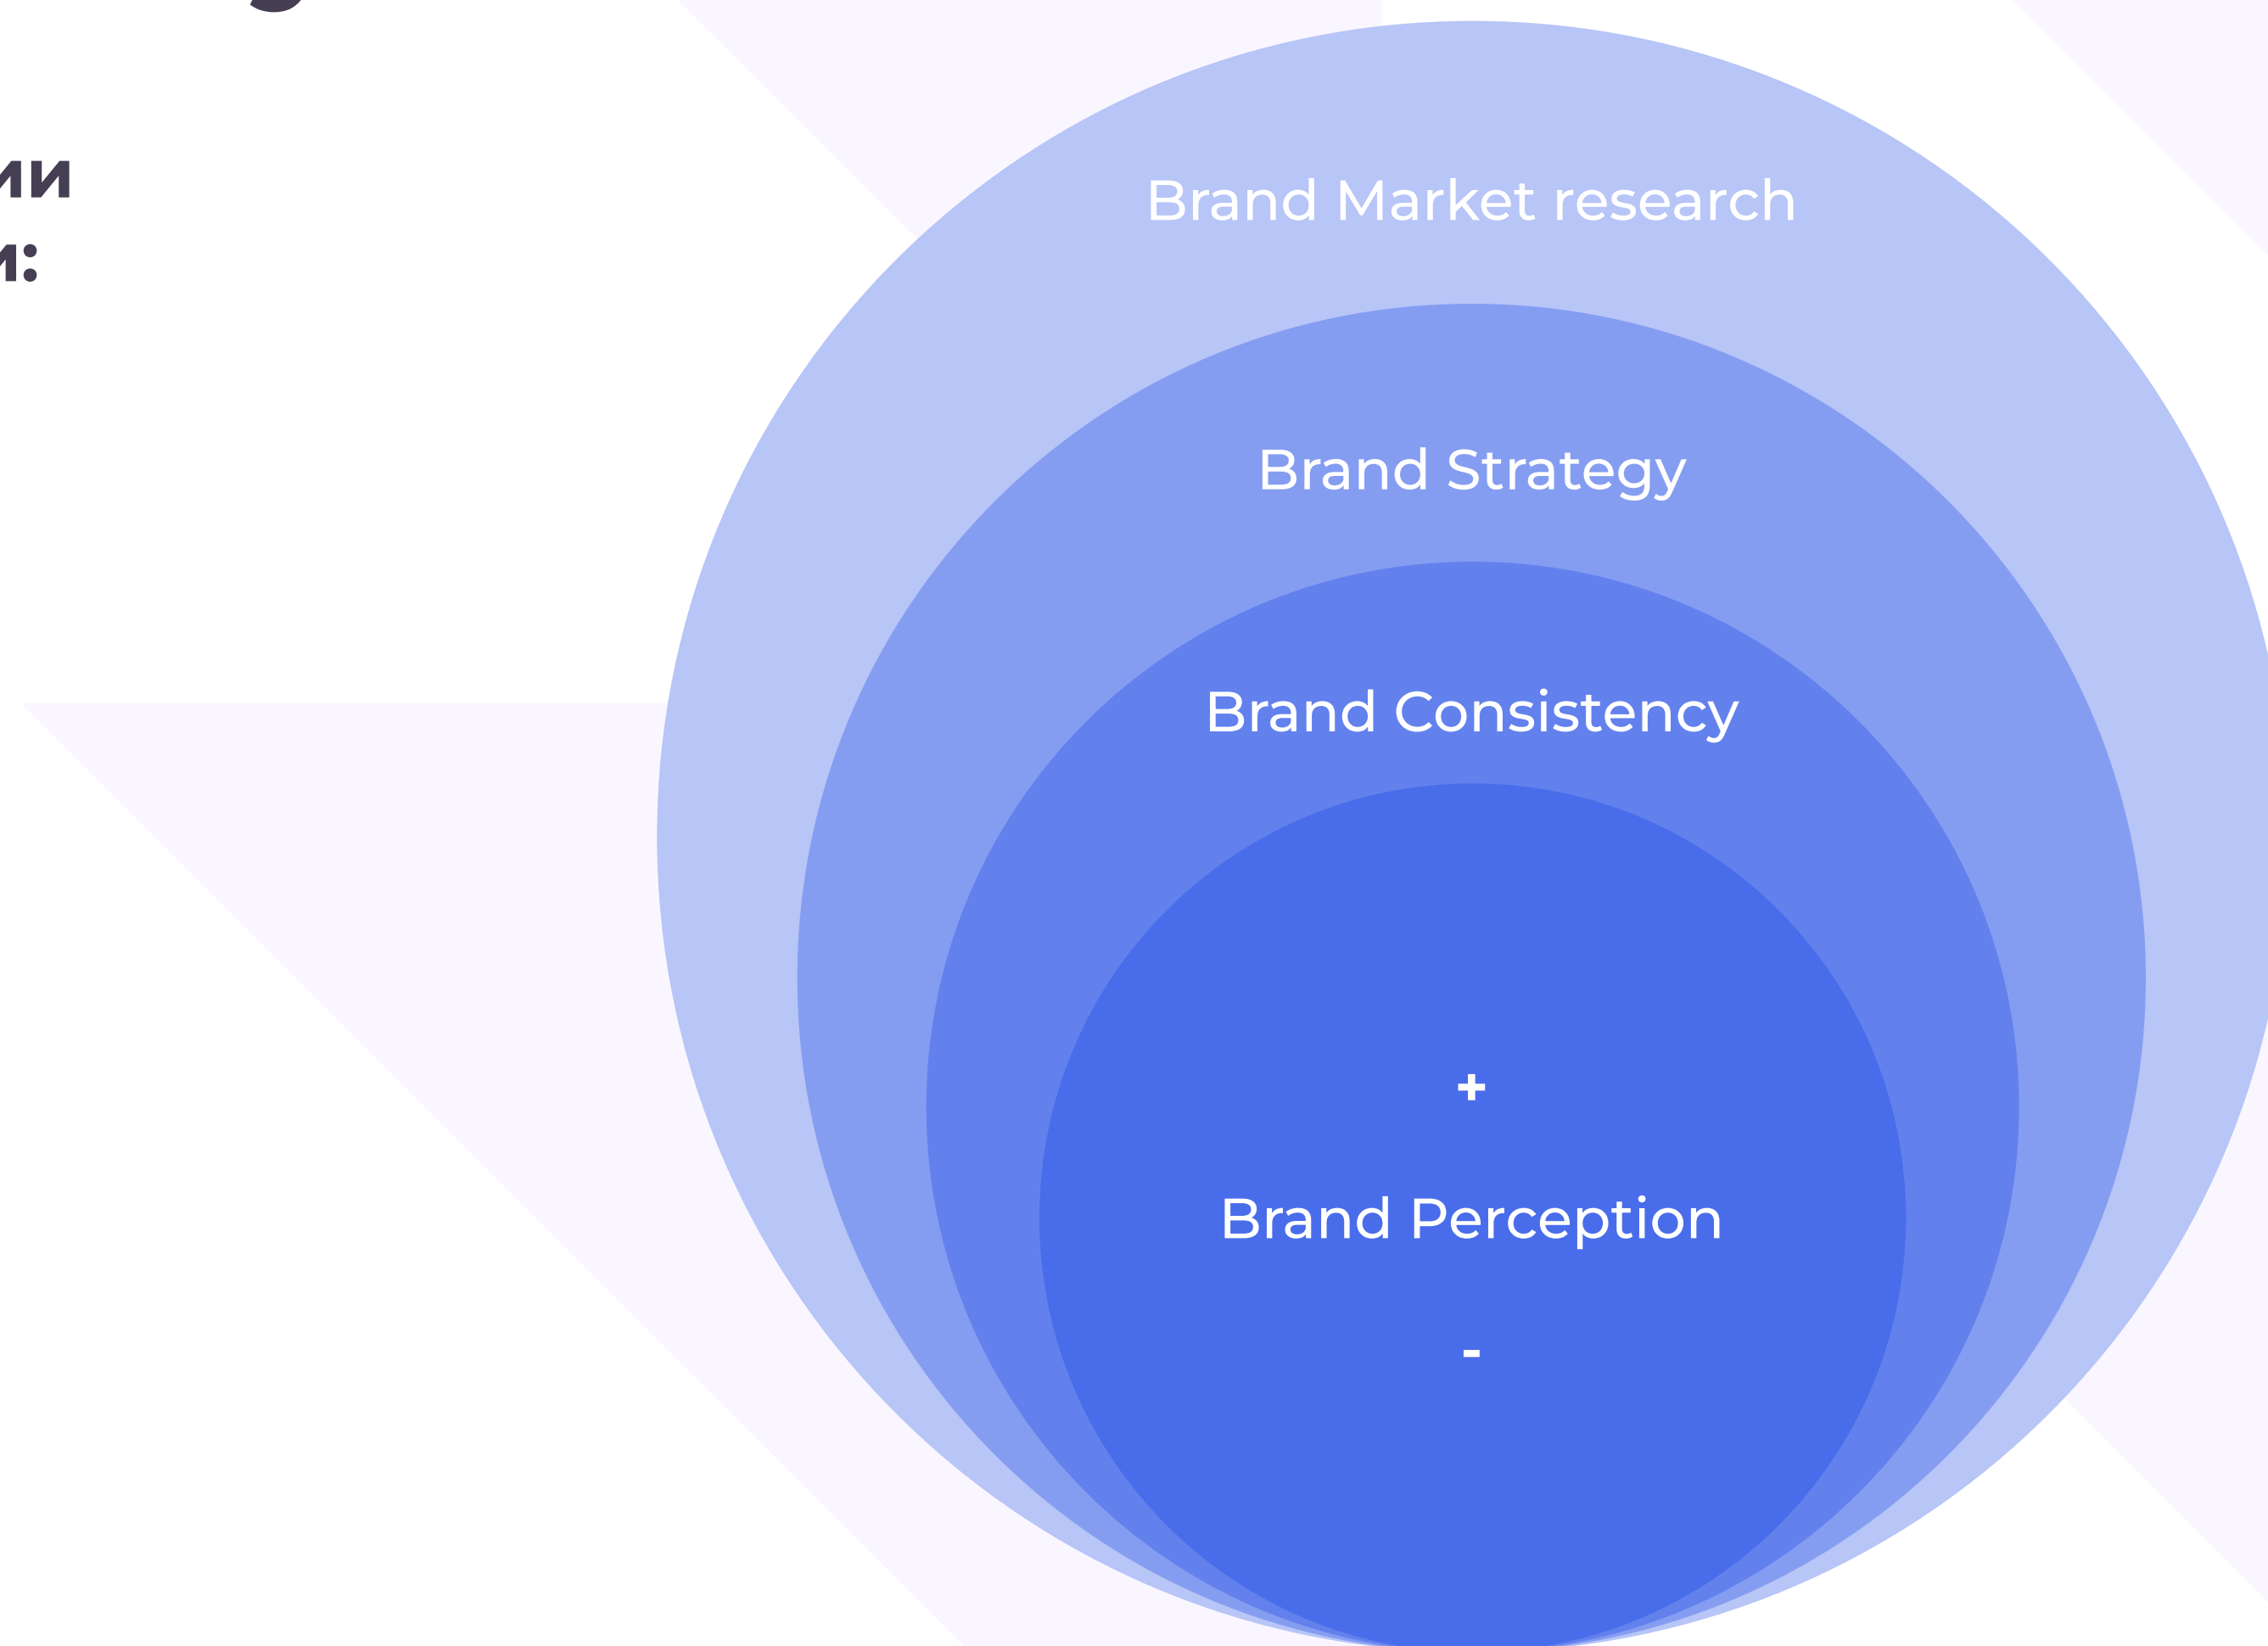 Brand Market research
Brand Strategy
Brand Consistency
+
Brand Perception
-